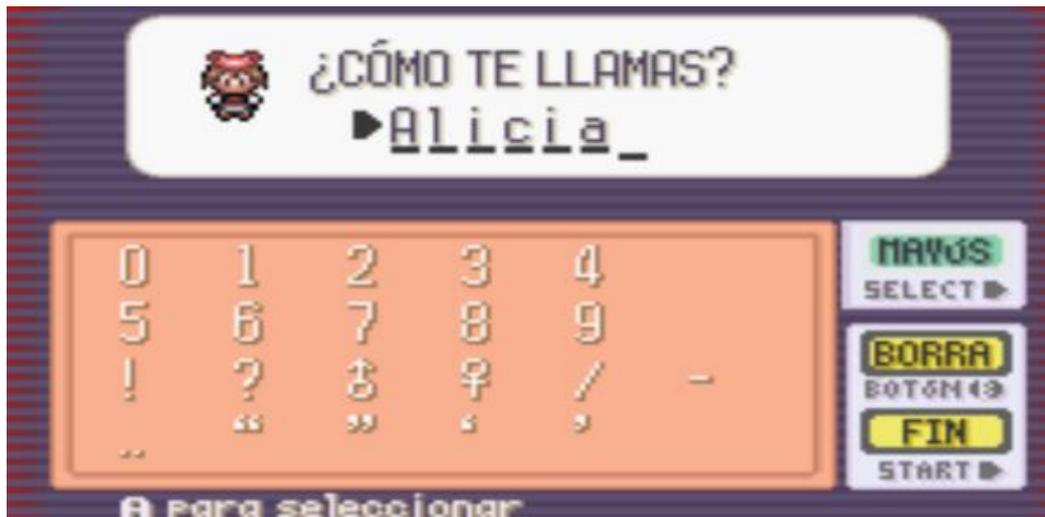 ¿CÓMO TE LLAMAS?
Alicia_
MAYúS
SELECT
0 1 2 3 4
5 6 7 8 9
! ? ♂ ♀ / -
.. “ ” ‘ ’
BORRA
BOTóN B
FIN
START
A para seleccionar